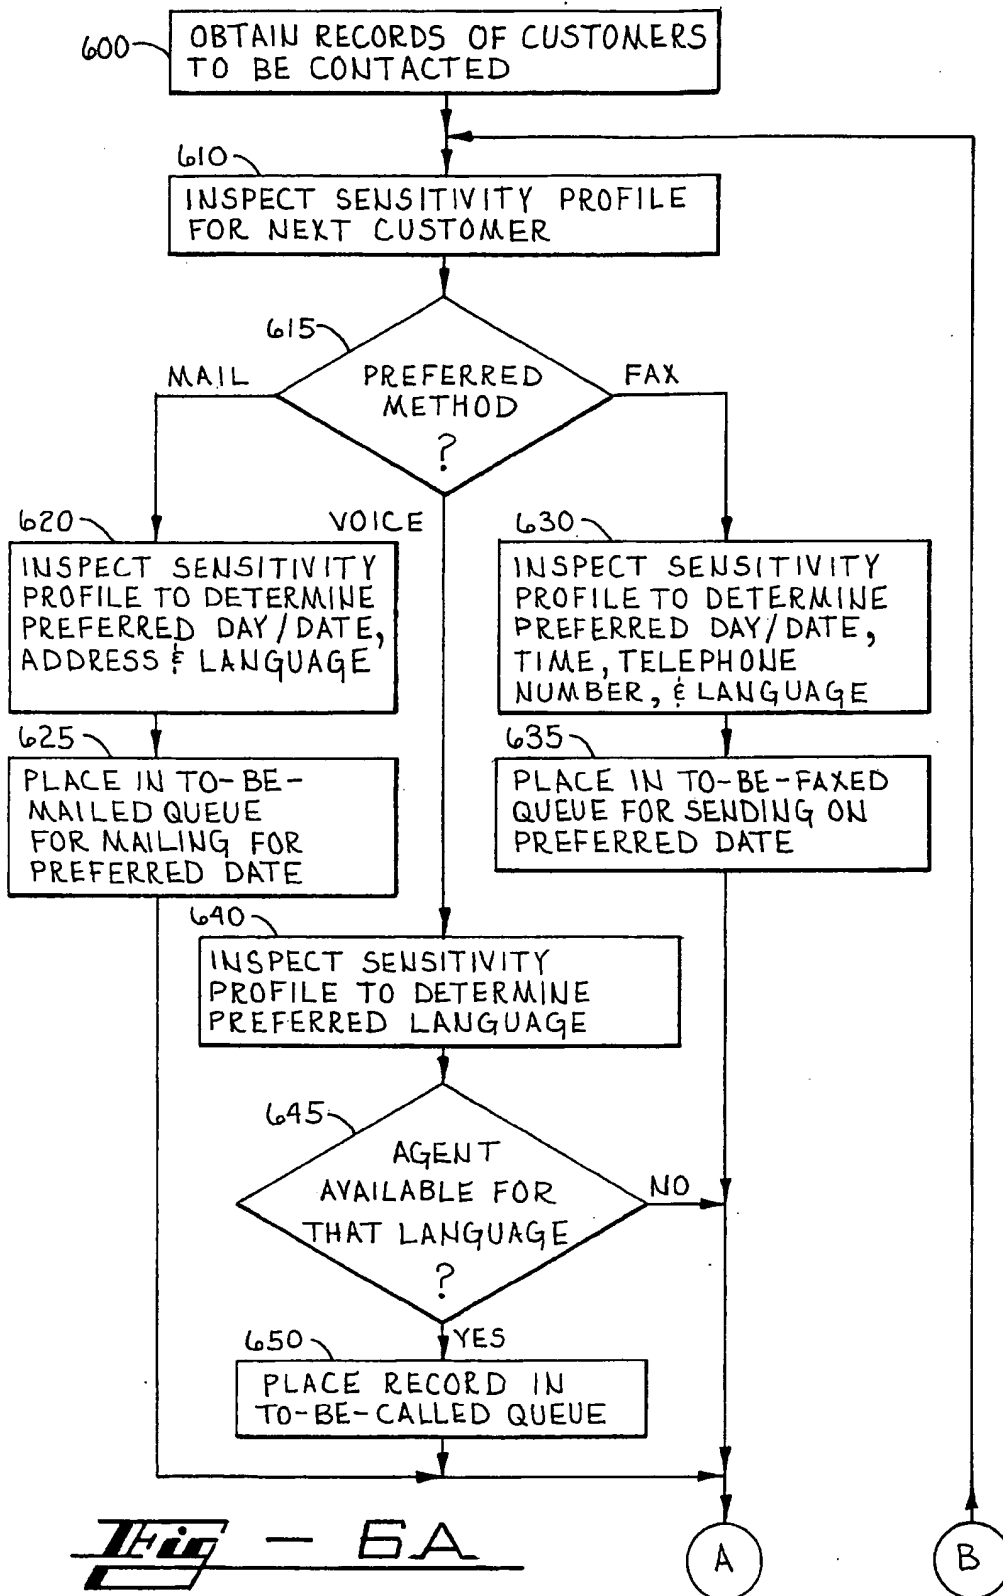 600
OBTAIN RECORDS OF CUSTOMERS
TO BE CONTACTED
610
INSPECT SENSITIVITY PROFILE
FOR NEXT CUSTOMER
615
PREFERRED
METHOD
?
MAIL
FAX
VOICE
620
INSPECT SENSITIVITY
PROFILE TO DETERMINE
PREFERRED DAY/DATE,
ADDRESS & LANGUAGE
630
INSPECT SENSITIVITY
PROFILE TO DETERMINE
PREFERRED DAY/DATE,
TIME, TELEPHONE
NUMBER, & LANGUAGE
625
PLACE IN TO-BE-
MAILED QUEUE
FOR MAILING FOR
PREFERRED DATE
635
PLACE IN TO-BE-FAXED
QUEUE FOR SENDING ON
PREFERRED DATE
640
INSPECT SENSITIVITY
PROFILE TO DETERMINE
PREFERRED LANGUAGE
645
AGENT
AVAILABLE FOR
THAT LANGUAGE
?
NO
YES
650
PLACE RECORD IN
TO-BE-CALLED QUEUE
Fig - 6A
A
B